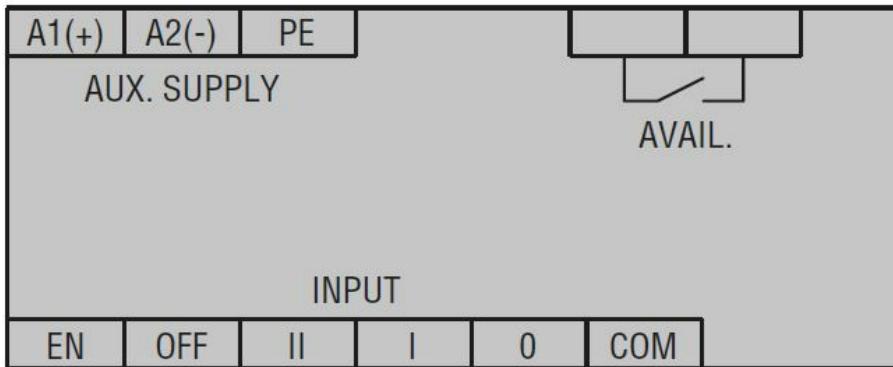 A1(+) A2(-) PE
AUX. SUPPLY
AVAIL.
INPUT
EN OFF II I 0 COM